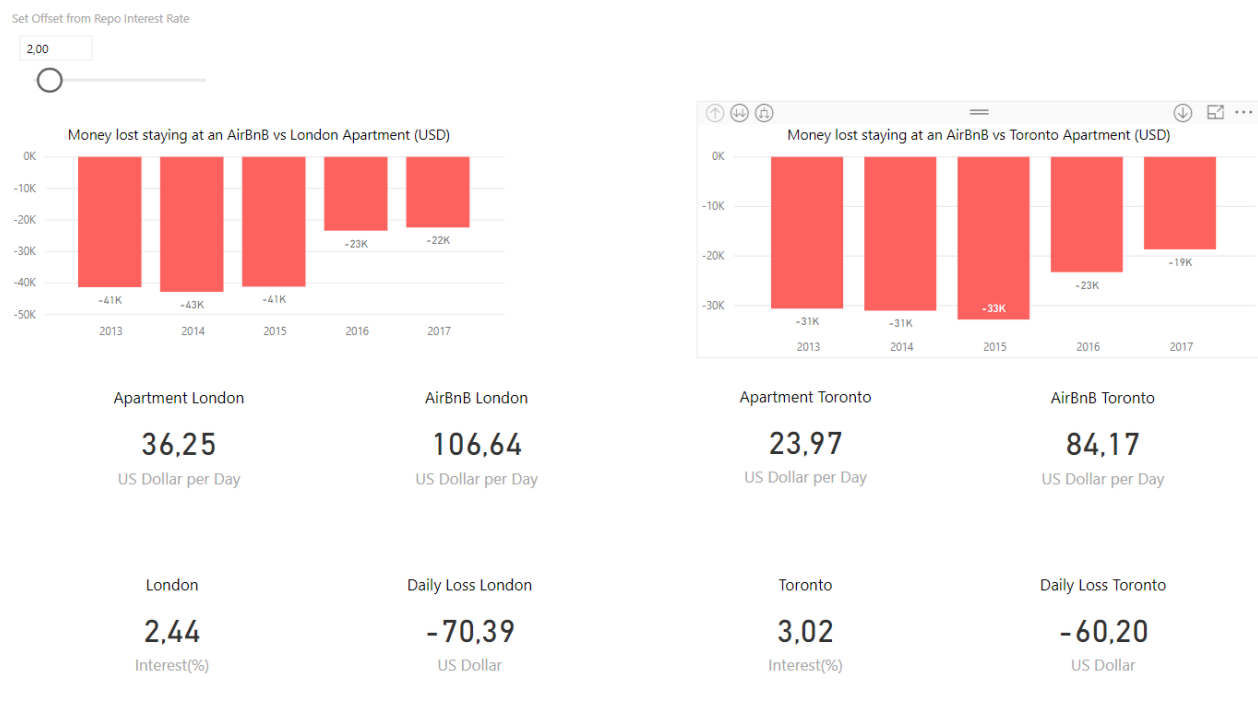 Set Offset from Repo Interest Rate
2,00
Money lost staying at an AirBnB vs London Apartment (USD)
0K
-10K
-20K
-30K
-40K
-50K
-41K
-43K
-41K
-23K
-22K
2013 2014 2015 2016 2017
Money lost staying at an AirBnB vs Toronto Apartment (USD)
0K
-10K
-20K
-30K
-31K
-31K
-33K
-23K
-19K
2013 2014 2015 2016 2017
Apartment London
36,25
US Dollar per Day
AirBnB London
106,64
US Dollar per Day
Apartment Toronto
23,97
US Dollar per Day
AirBnB Toronto
84,17
US Dollar per Day
London
2,44
Interest(%)
Daily Loss London
-70,39
US Dollar
Toronto
3,02
Interest(%)
Daily Loss Toronto
-60,20
US Dollar